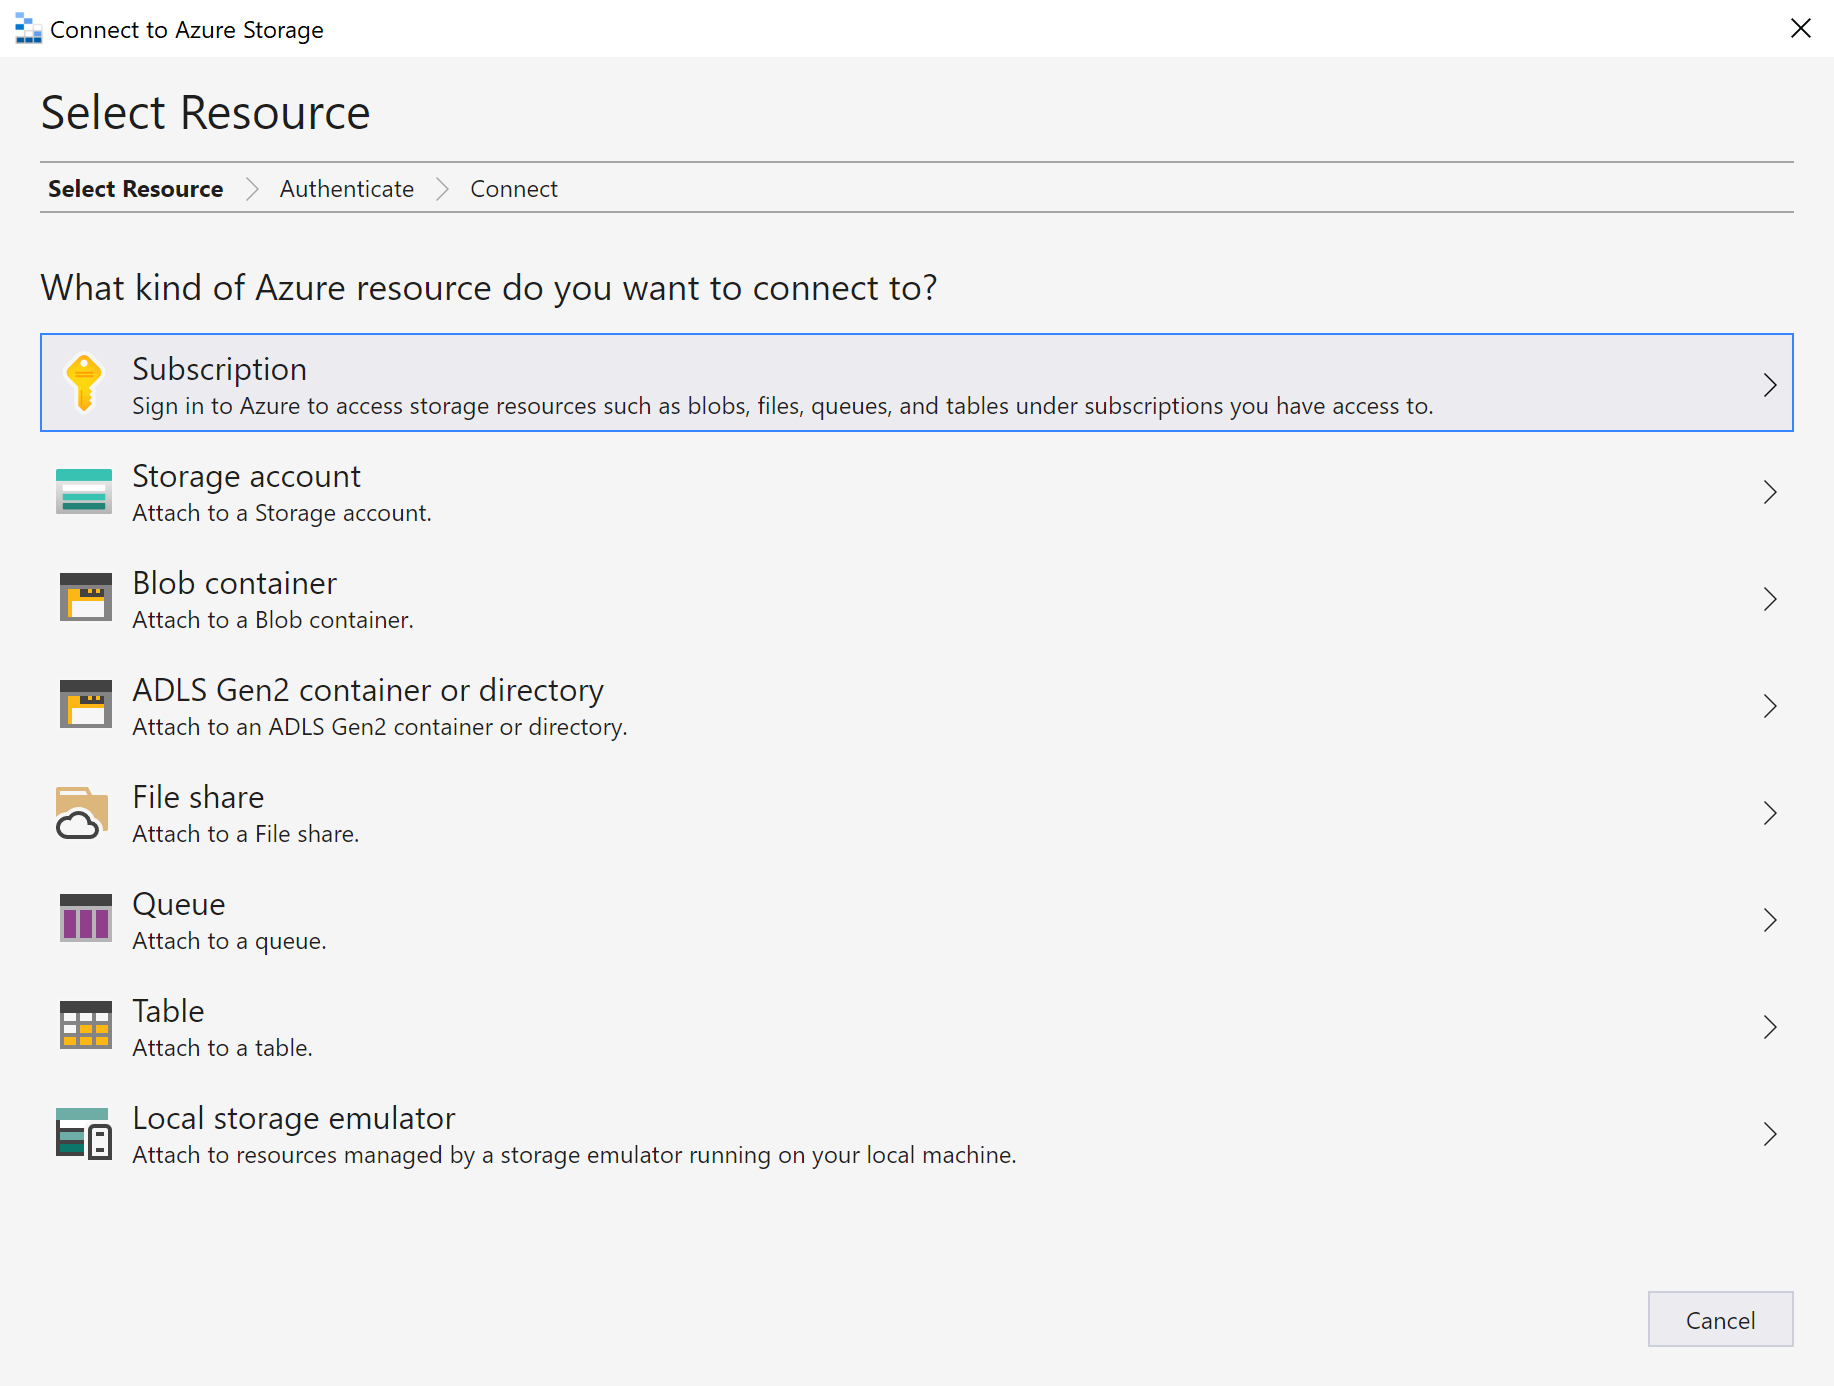 Connect to Azure Storage
Select Resource
Select Resource Authenticate Connect
What kind of Azure resource do you want to connect to?
Subscription
Sign in to Azure to access storage resources such as blobs, files, queues, and tables under subscriptions you have access to.
Storage account
Attach to a Storage account.
Blob container
Attach to a Blob container.
ADLS Gen2 container or directory
Attach to an ADLS Gen2 container or directory.
File share
Attach to a File share.
Queue
Attach to a queue.
Table
Attach to a table.
Local storage emulator
Attach to resources managed by a storage emulator running on your local machine.
Cancel